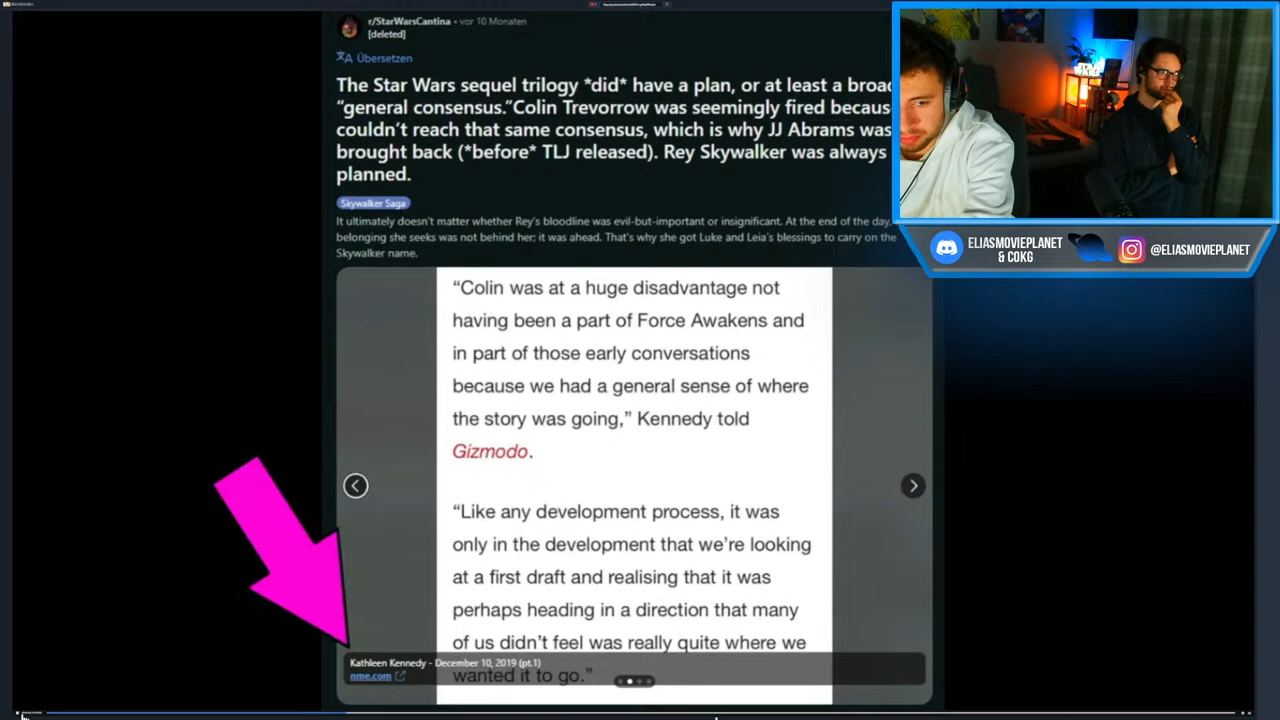 r/StarWarsCantina • vor 10 Monaten
[deleted]
Übersetzen
The Star Wars sequel trilogy *did* have a plan, or at least a broad
“general consensus.”Colin Trevorrow was seemingly fired becaus
couldn’t reach that same consensus, which is why JJ Abrams was
brought back (*before* TLJ released). Rey Skywalker was always
planned.
Skywalker Saga
It ultimately doesn’t matter whether Rey’s bloodline was evil-but-important or insignificant. At the end of the day,
belonging she seeks was not behind her; it was ahead. That’s why she got Luke and Leia’s blessings to carry on the
Skywalker name.
“Colin was at a huge disadvantage not
having been a part of Force Awakens and
in part of those early conversations
because we had a general sense of where
the story was going,” Kennedy told
Gizmodo.
“Like any development process, it was
only in the development that we’re looking
at a first draft and realising that it was
perhaps heading in a direction that many
of us didn’t feel was really quite where we
wanted it to go.”
Kathleen Kennedy - December 10, 2019 (pt.1)
nme.com
STAR
WARS
ELIASMOVIEPLANET
& COKG
@ELIASMOVIEPLANET